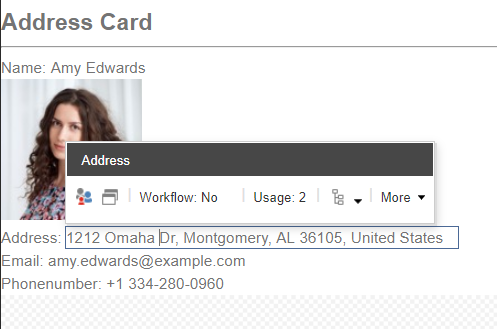 Address Card
Name: Amy Edwards
Address
Workflow: No Usage: 2 More
Address: 1212 Omaha Dr, Montgomery, AL 36105, United States
Email: amy.edwards@example.com
Phonenumber: +1 334-280-0960